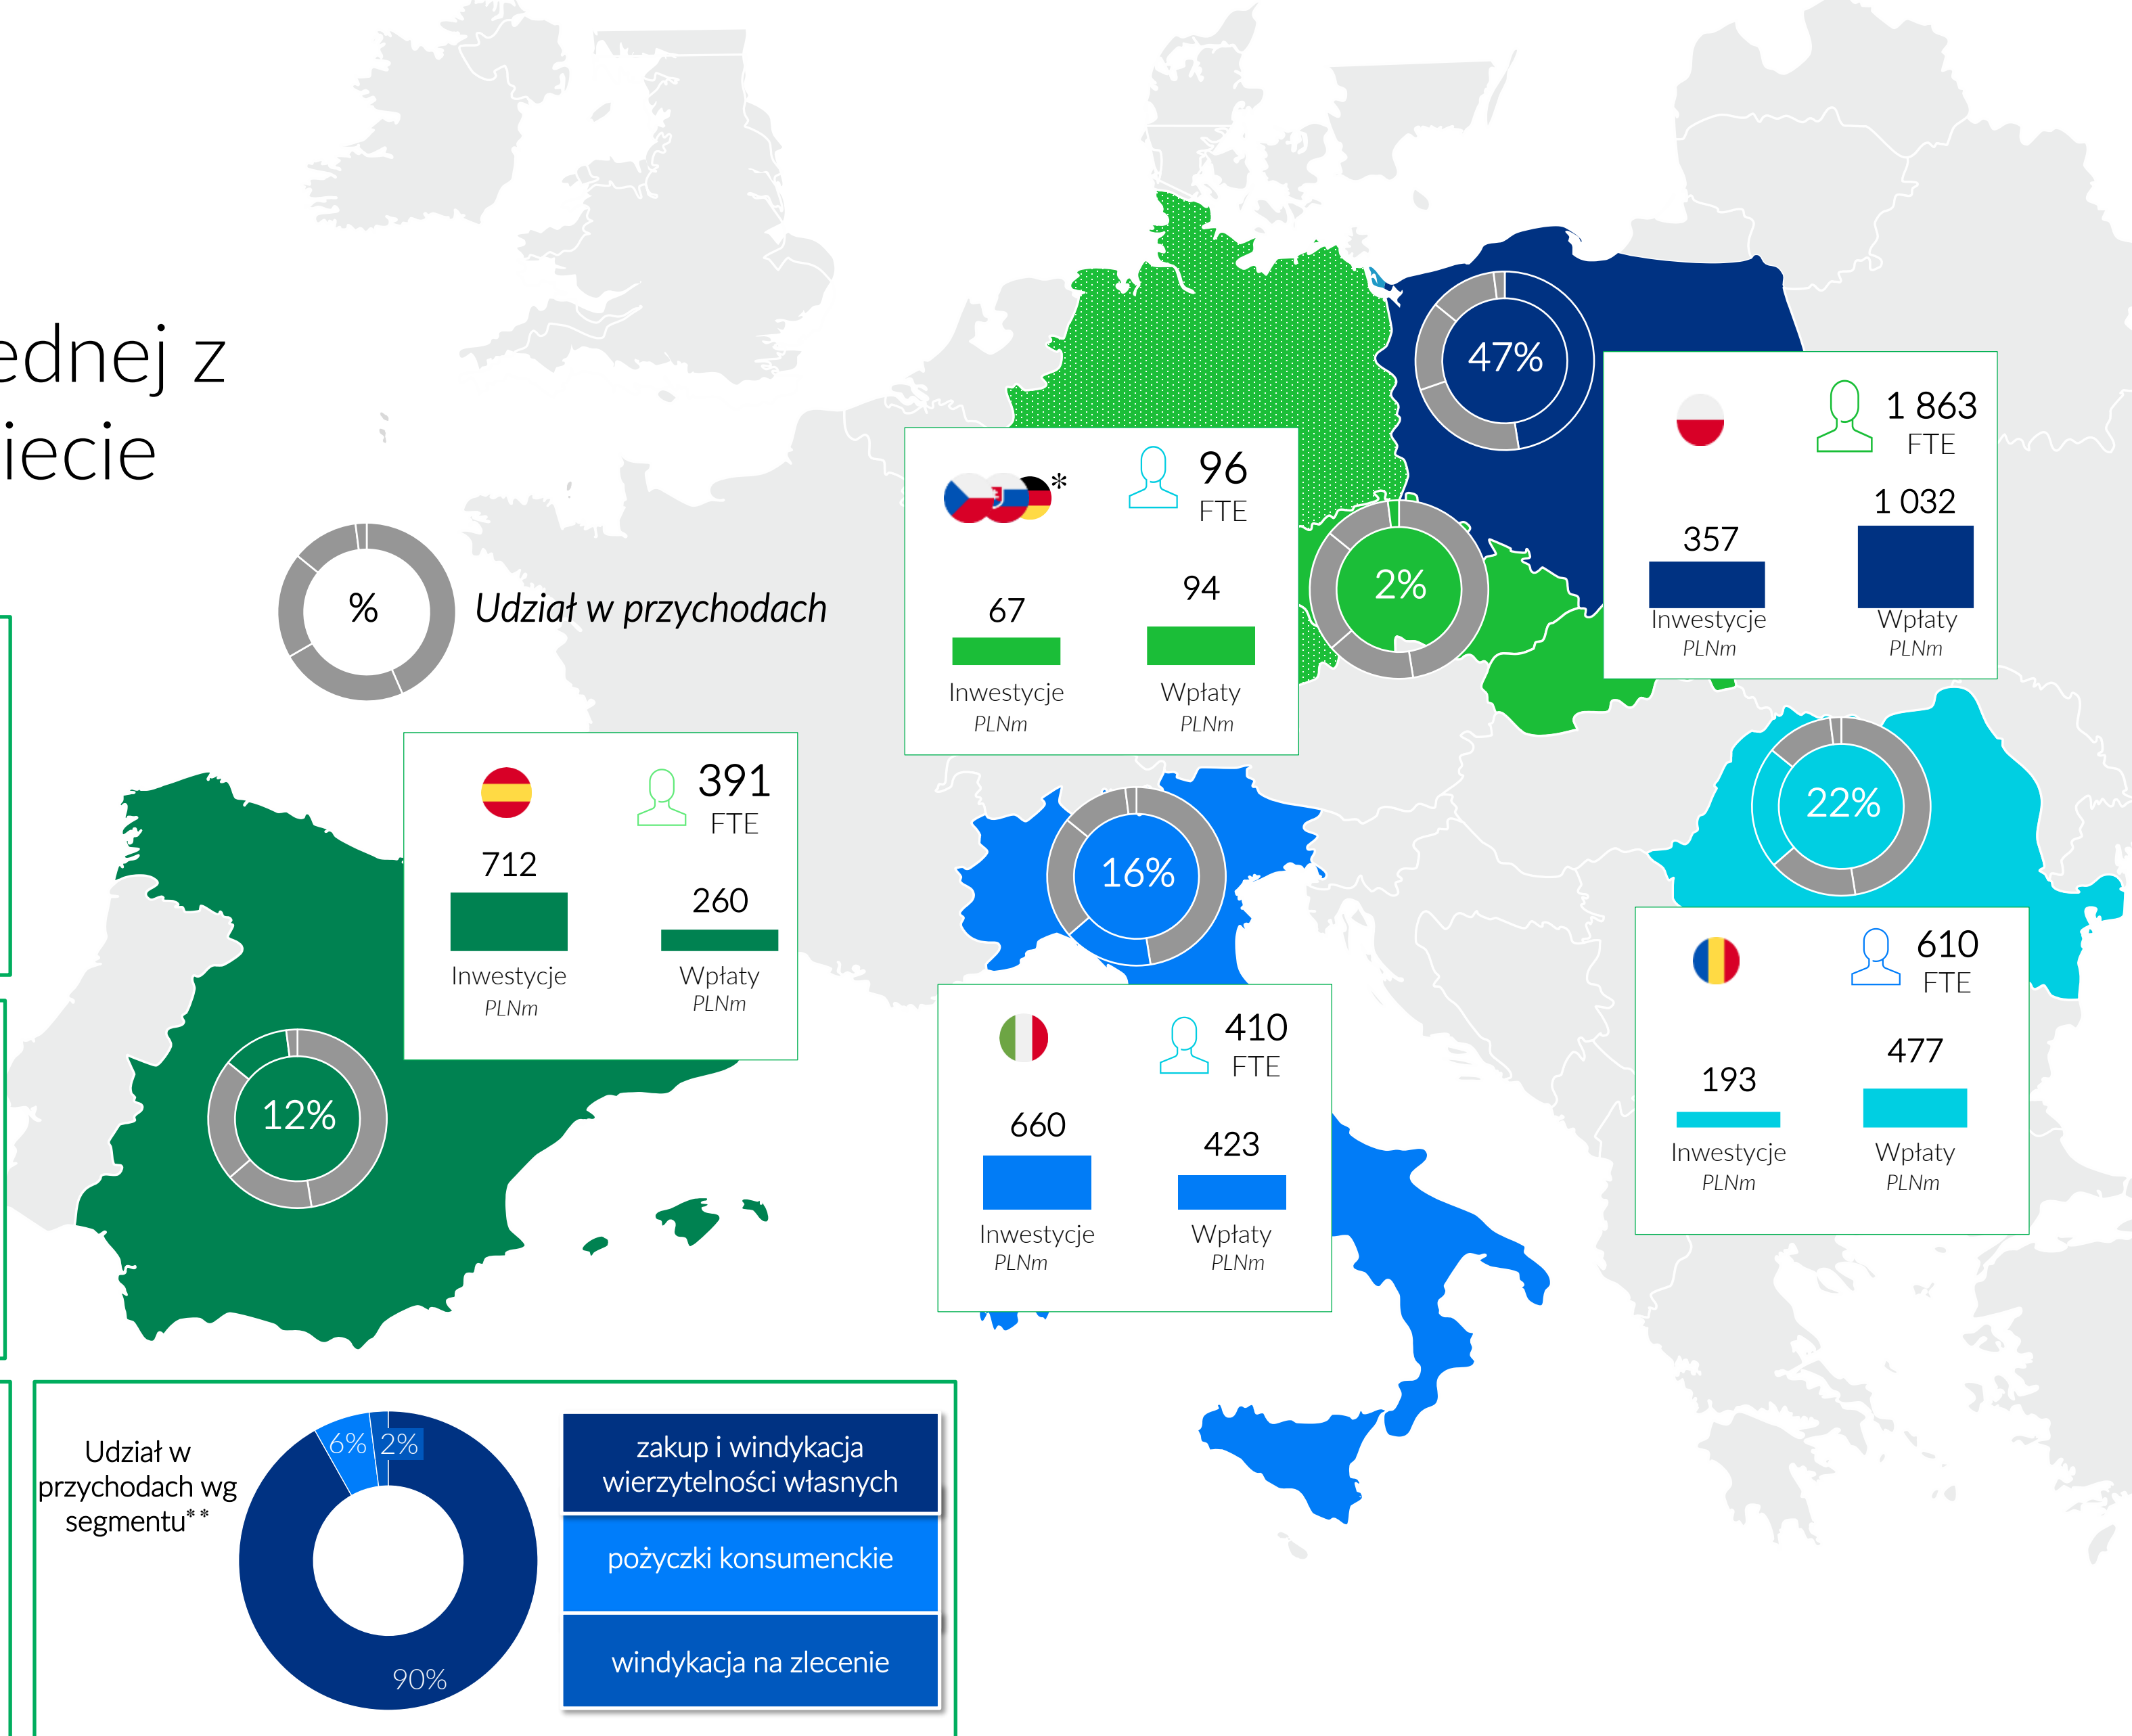 ednej z
iecie
%
Udział w przychodach
47%
1 863
FTE
357
1 032
Inwestycje
PLNm
Wpłaty
PLNm
*
96
FTE
67
94
Inwestycje
PLNm
Wpłaty
PLNm
2%
391
FTE
712
260
Inwestycje
PLNm
Wpłaty
PLNm
12%
16%
410
FTE
660
423
Inwestycje
PLNm
Wpłaty
PLNm
22%
610
FTE
193
477
Inwestycje
PLNm
Wpłaty
PLNm
Udział w
przychodach wg
segmentu**
6%
2%
90%
zakup i windykacja
wierzytelności własnych
pożyczki konsumenckie
windykacja na zlecenie